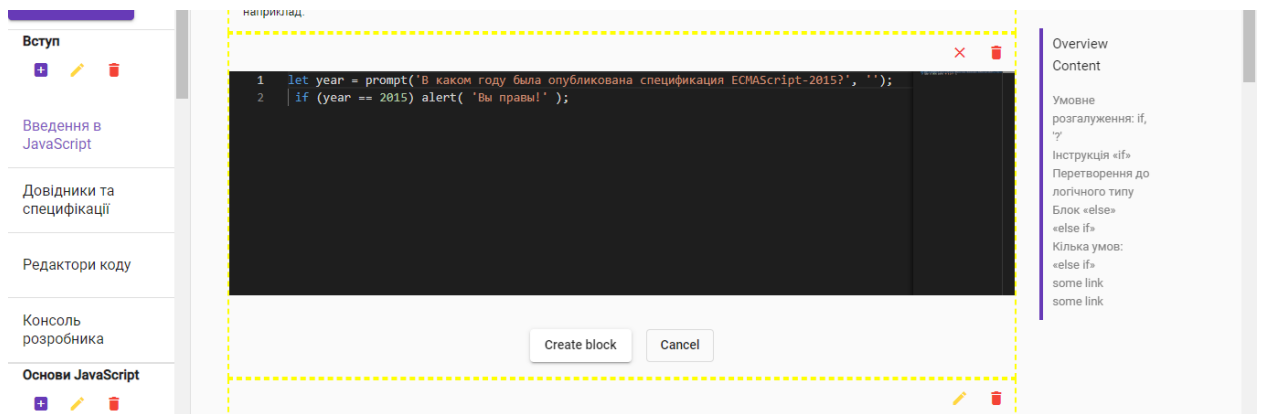 наприклад.
Вступ
Введення в
JavaScript
Довідники та
специфікації
Редактори коду
Консоль
розробника
Основи JavaScript
1 let year = prompt('В каком году была опубликована спецификация ECMAScript-2015?', '');
2 if (year == 2015) alert( 'Вы правы!' );
Create block
Cancel
Overview
Content
Умовне
розгалуження: if,
'?'
Інструкція «if»
Перетворення до
логічного типу
Блок «else»
«else if»
Кілька умов:
«else if»
some link
some link